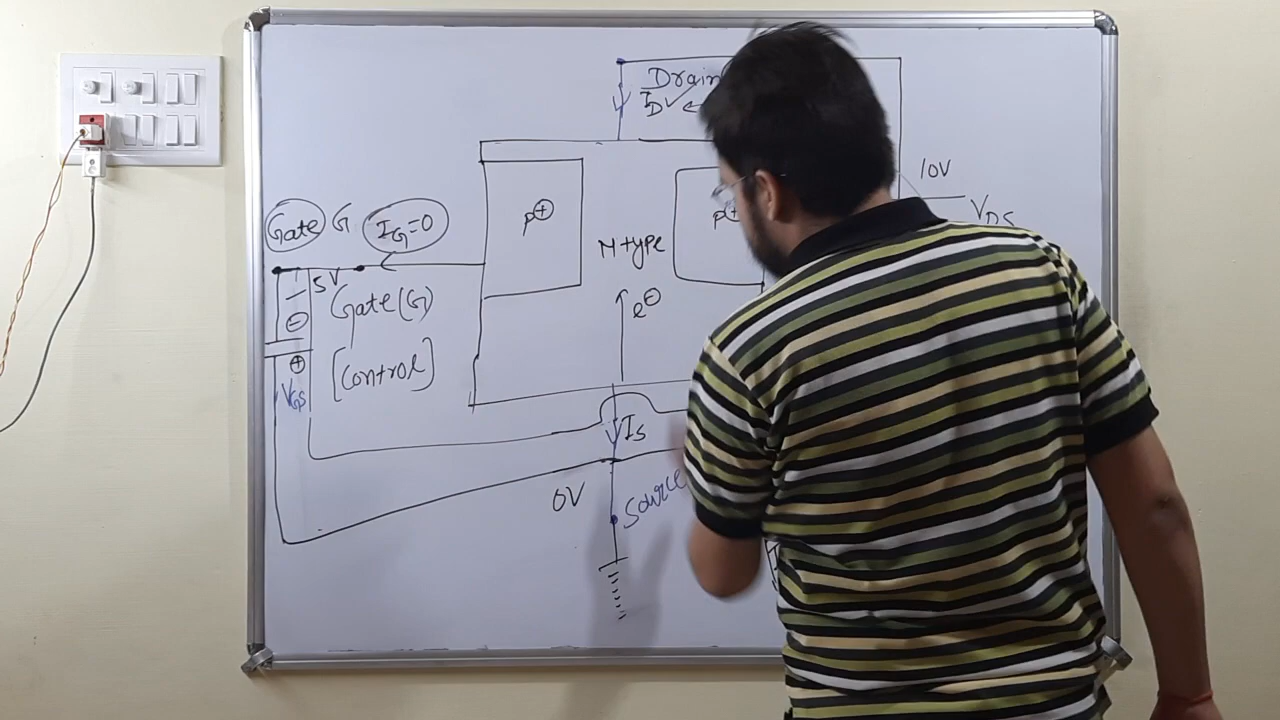 Drain
ID
10V
VDS
Gate G
IG=0
P+
P+
N type
5V
Gate(G)
−
+
e−
[control]
VGS
IS
0V
Source